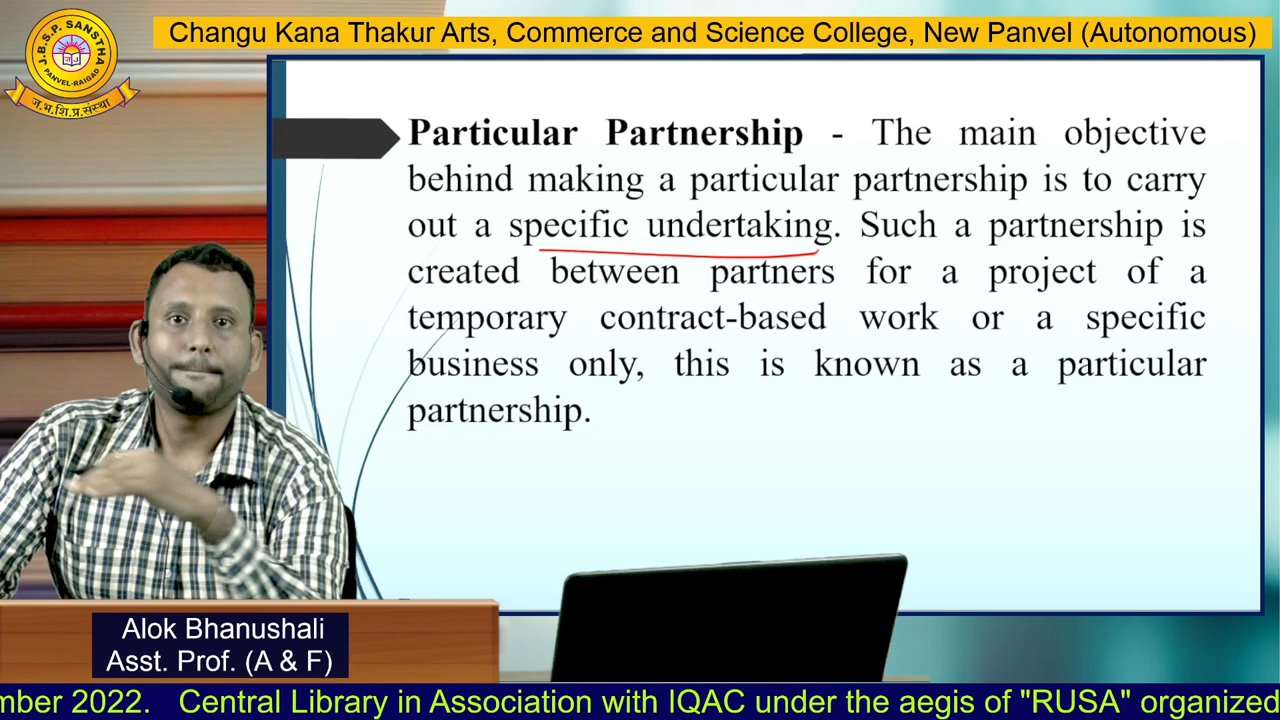 J.B.S.P. SANSTHA
PANVEL-RAIGAD
ज.भ.शि.प्र.संस्था
Changu Kana Thakur Arts, Commerce and Science College, New Panvel (Autonomous)
Particular Partnership - The main objective
behind making a particular partnership is to carry
out a specific undertaking. Such a partnership is
created between partners for a project of a
temporary contract-based work or a specific
business only, this is known as a particular
partnership.
Alok Bhanushali
Asst. Prof. (A & F)
mber 2022. Central Library in Association with IQAC under the aegis of "RUSA" organized